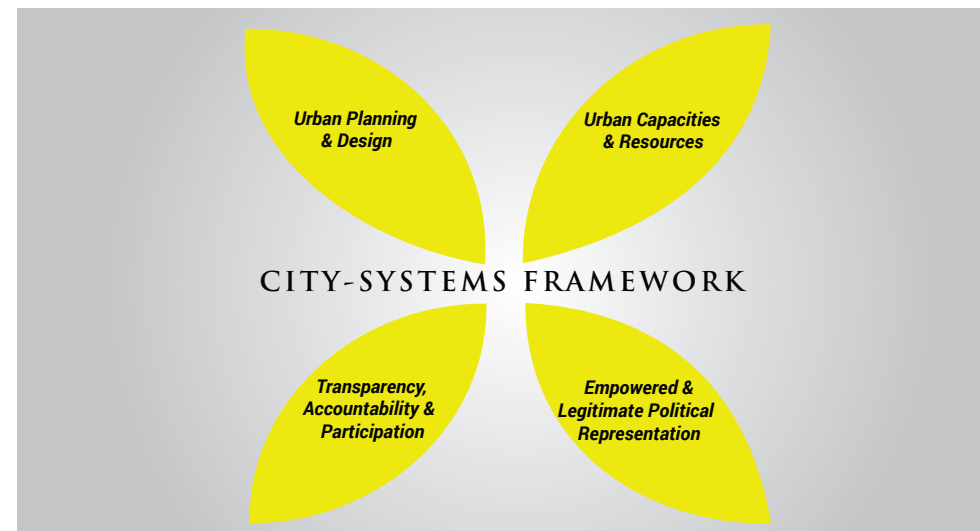 Urban Planning
& Design
Urban Capacities
& Resources
CITY-SYSTEMS FRAMEWORK
Transparency,
Accountability &
Participation
Empowered &
Legitimate Political
Representation